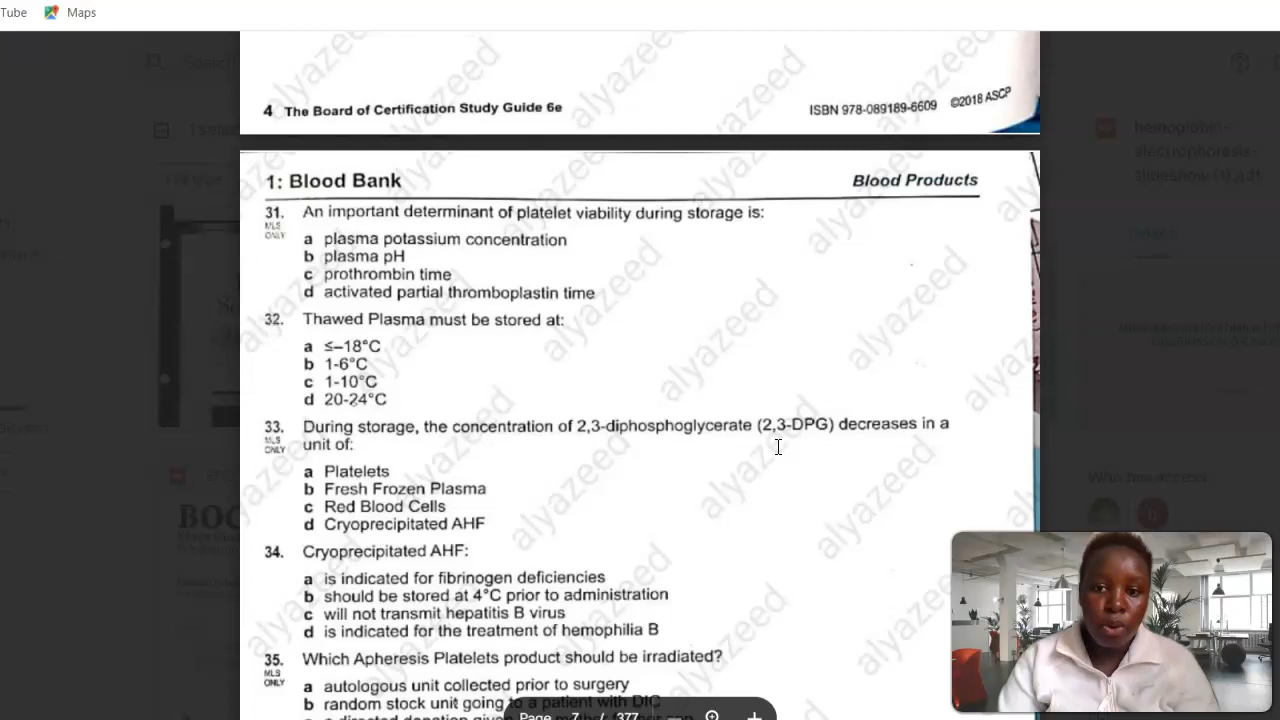 Tube Maps
4 The Board of Certification Study Guide 6e
ISBN 978-089189-6609 ©2018 ASCP
1: Blood Bank
Blood Products
31. An important determinant of platelet viability during storage is:
MLS
ONLY
a plasma potassium concentration
b plasma pH
c prothrombin time
d activated partial thromboplastin time
32. Thawed Plasma must be stored at:
a ≤–18°C
b 1-6°C
c 1-10°C
d 20-24°C
33. During storage, the concentration of 2,3-diphosphoglycerate (2,3-DPG) decreases in a
MLS
ONLY
unit of:
a Platelets
b Fresh Frozen Plasma
c Red Blood Cells
d Cryoprecipitated AHF
34. Cryoprecipitated AHF:
a is indicated for fibrinogen deficiencies
b should be stored at 4°C prior to administration
c will not transmit hepatitis B virus
d is indicated for the treatment of hemophilia B
35. Which Apheresis Platelets product should be irradiated?
MLS
ONLY
a autologous unit collected prior to surgery
b random stock unit going to a patient with DIC
Page 7 / 377
alyazeed
hemoglobin-
electrophoresis-
BOC